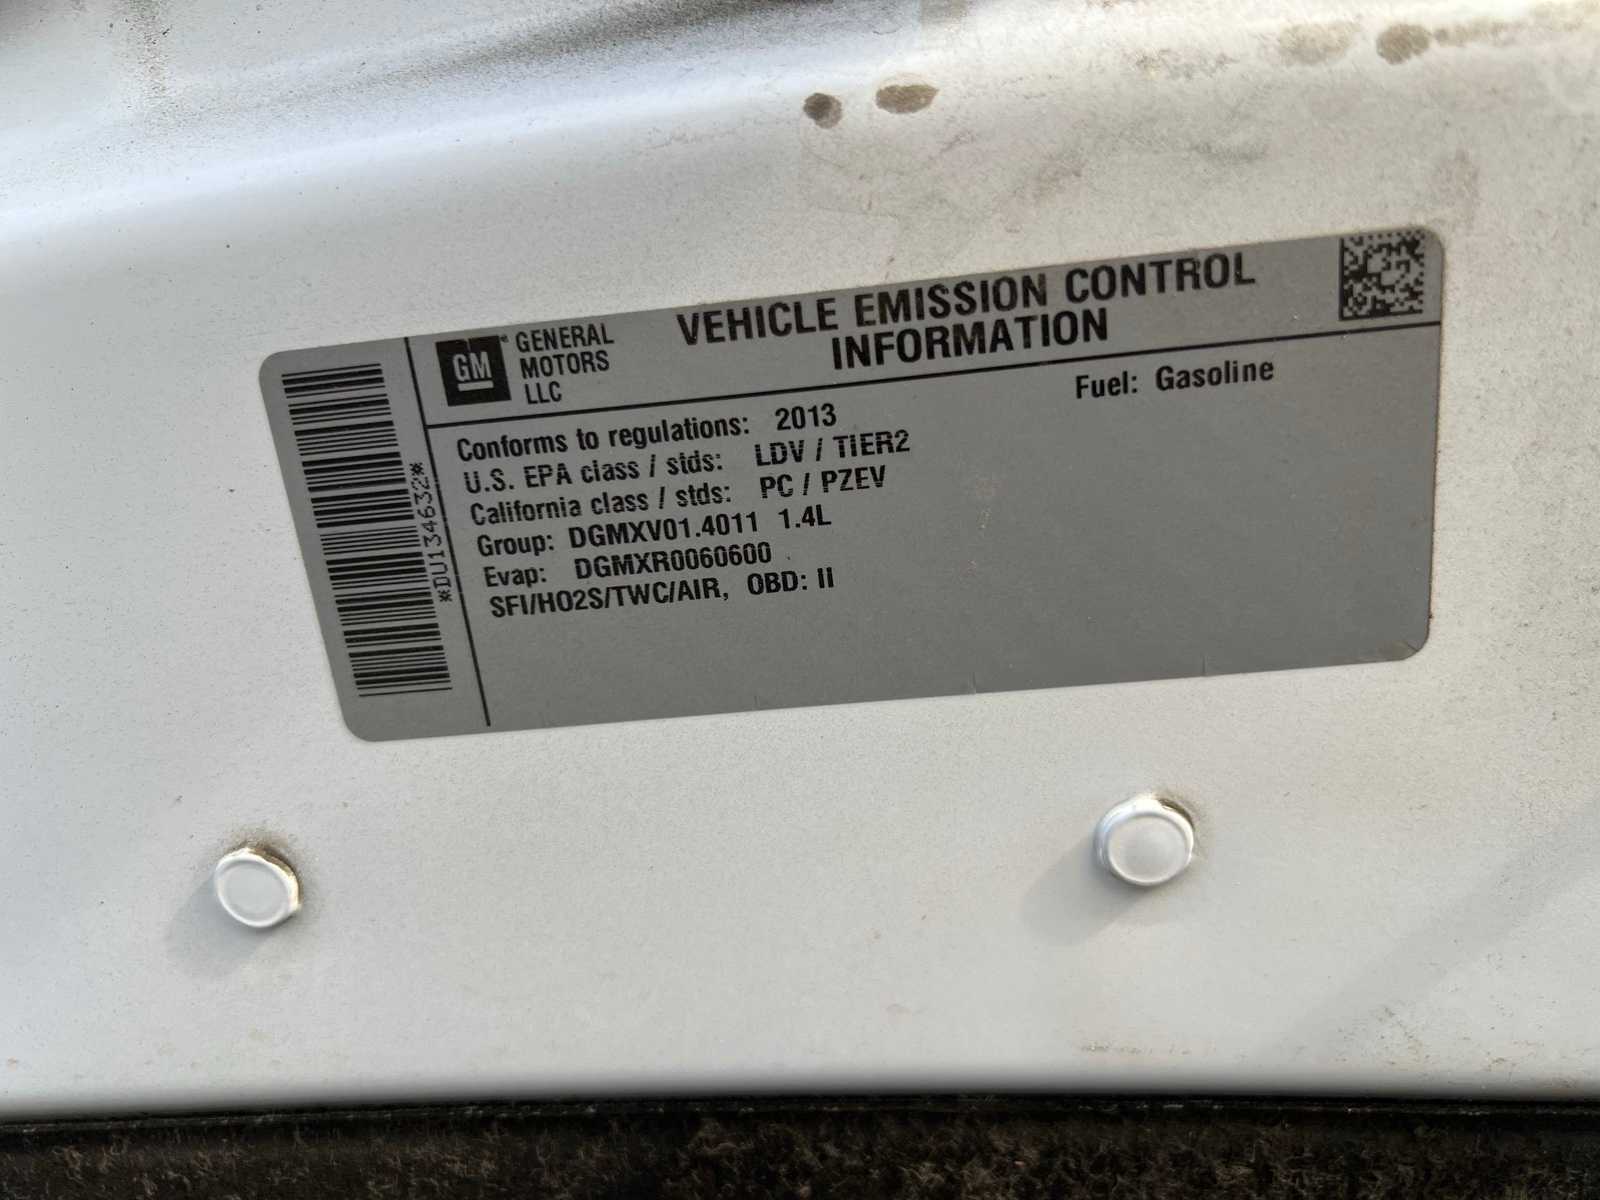 GM
GENERAL
MOTORS
LLC
VEHICLE EMISSION CONTROL
INFORMATION
Fuel: Gasoline
Conforms to regulations: 2013
U.S. EPA class / stds: LDV / TIER2
California class / stds: PC / PZEV
Group: DGMXV01.4011 1.4L
Evap: DGMXR0060600
SFI/HO2S/TWC/AIR, OBD: II
*DU134632*